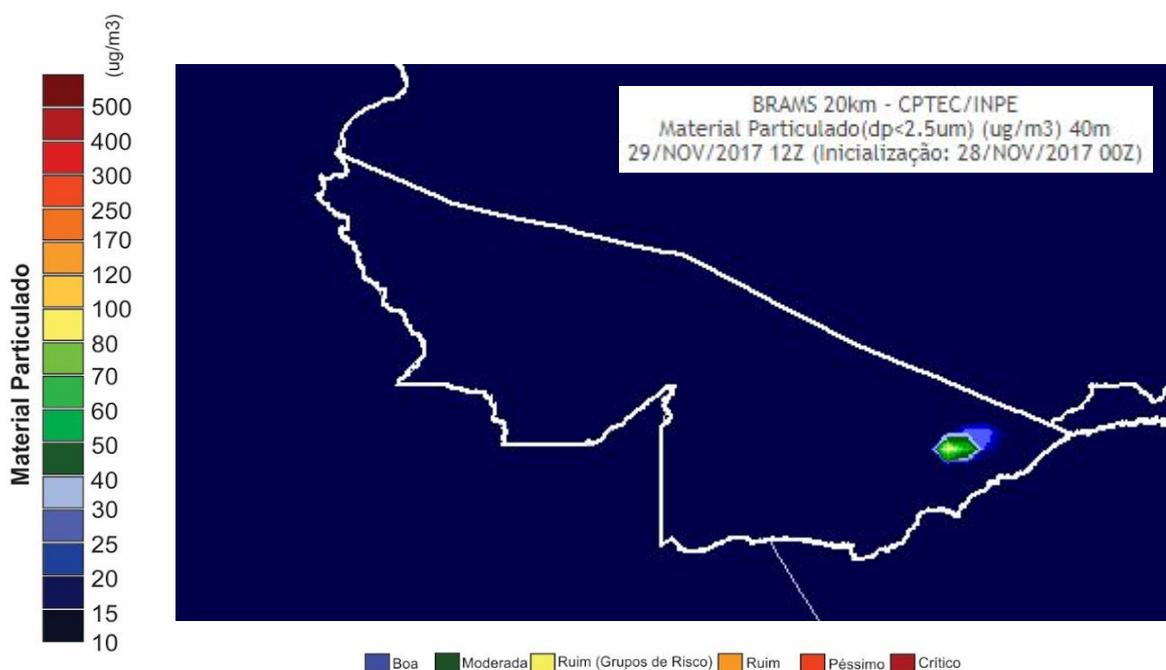 (ug/m3)
BRAMS 20km - CPTEC/INPE
Material Particulado(dp<2.5um) (ug/m3) 40m
29/NOV/2017 12Z (Inicialização: 28/NOV/2017 00Z)
Material Particulado
500
400
300
250
170
120
100
80
70
60
50
40
30
25
20
15
10
Boa Moderada Ruim (Grupos de Risco) Ruim Péssimo Crítico